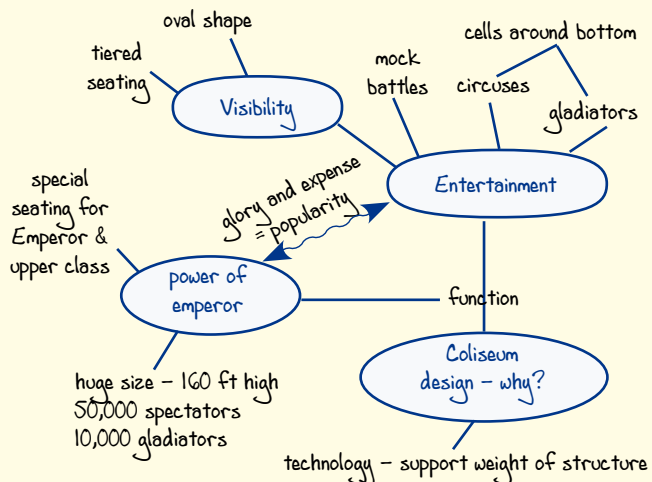 oval shape
tiered
seating
Visibility
mock
battles
cells around bottom
circuses
gladiators
Entertainment
glory and expense
= popularity
special
seating for
Emperor &
upper class
power of
emperor
function
huge size – 160 ft high
50,000 spectators
10,000 gladiators
Coliseum
design – why?
technology – support weight of structure